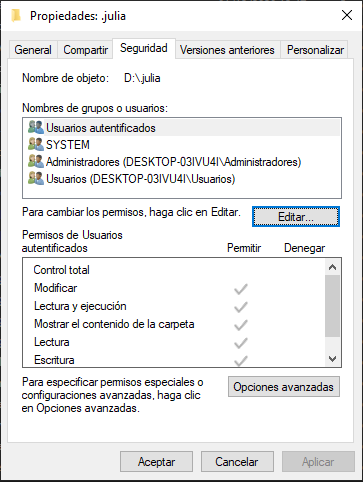 Propiedades: .julia
General
Compartir
Seguridad
Versiones anteriores
Personalizar
Nombre de objeto: D:\.julia
Nombres de grupos o usuarios:
Usuarios autentificados
SYSTEM
Administradores (DESKTOP-03IVU4I\Administradores)
Usuarios (DESKTOP-03IVU4I\Usuarios)
Para cambiar los permisos, haga clic en Editar.
Editar...
Permisos de Usuarios
autentificados
Permitir
Denegar
Control total
Modificar
Lectura y ejecución
Mostrar el contenido de la carpeta
Lectura
Escritura
Para especificar permisos especiales o
configuraciones avanzadas, haga clic
en Opciones avanzadas.
Opciones avanzadas
Aceptar
Cancelar
Aplicar